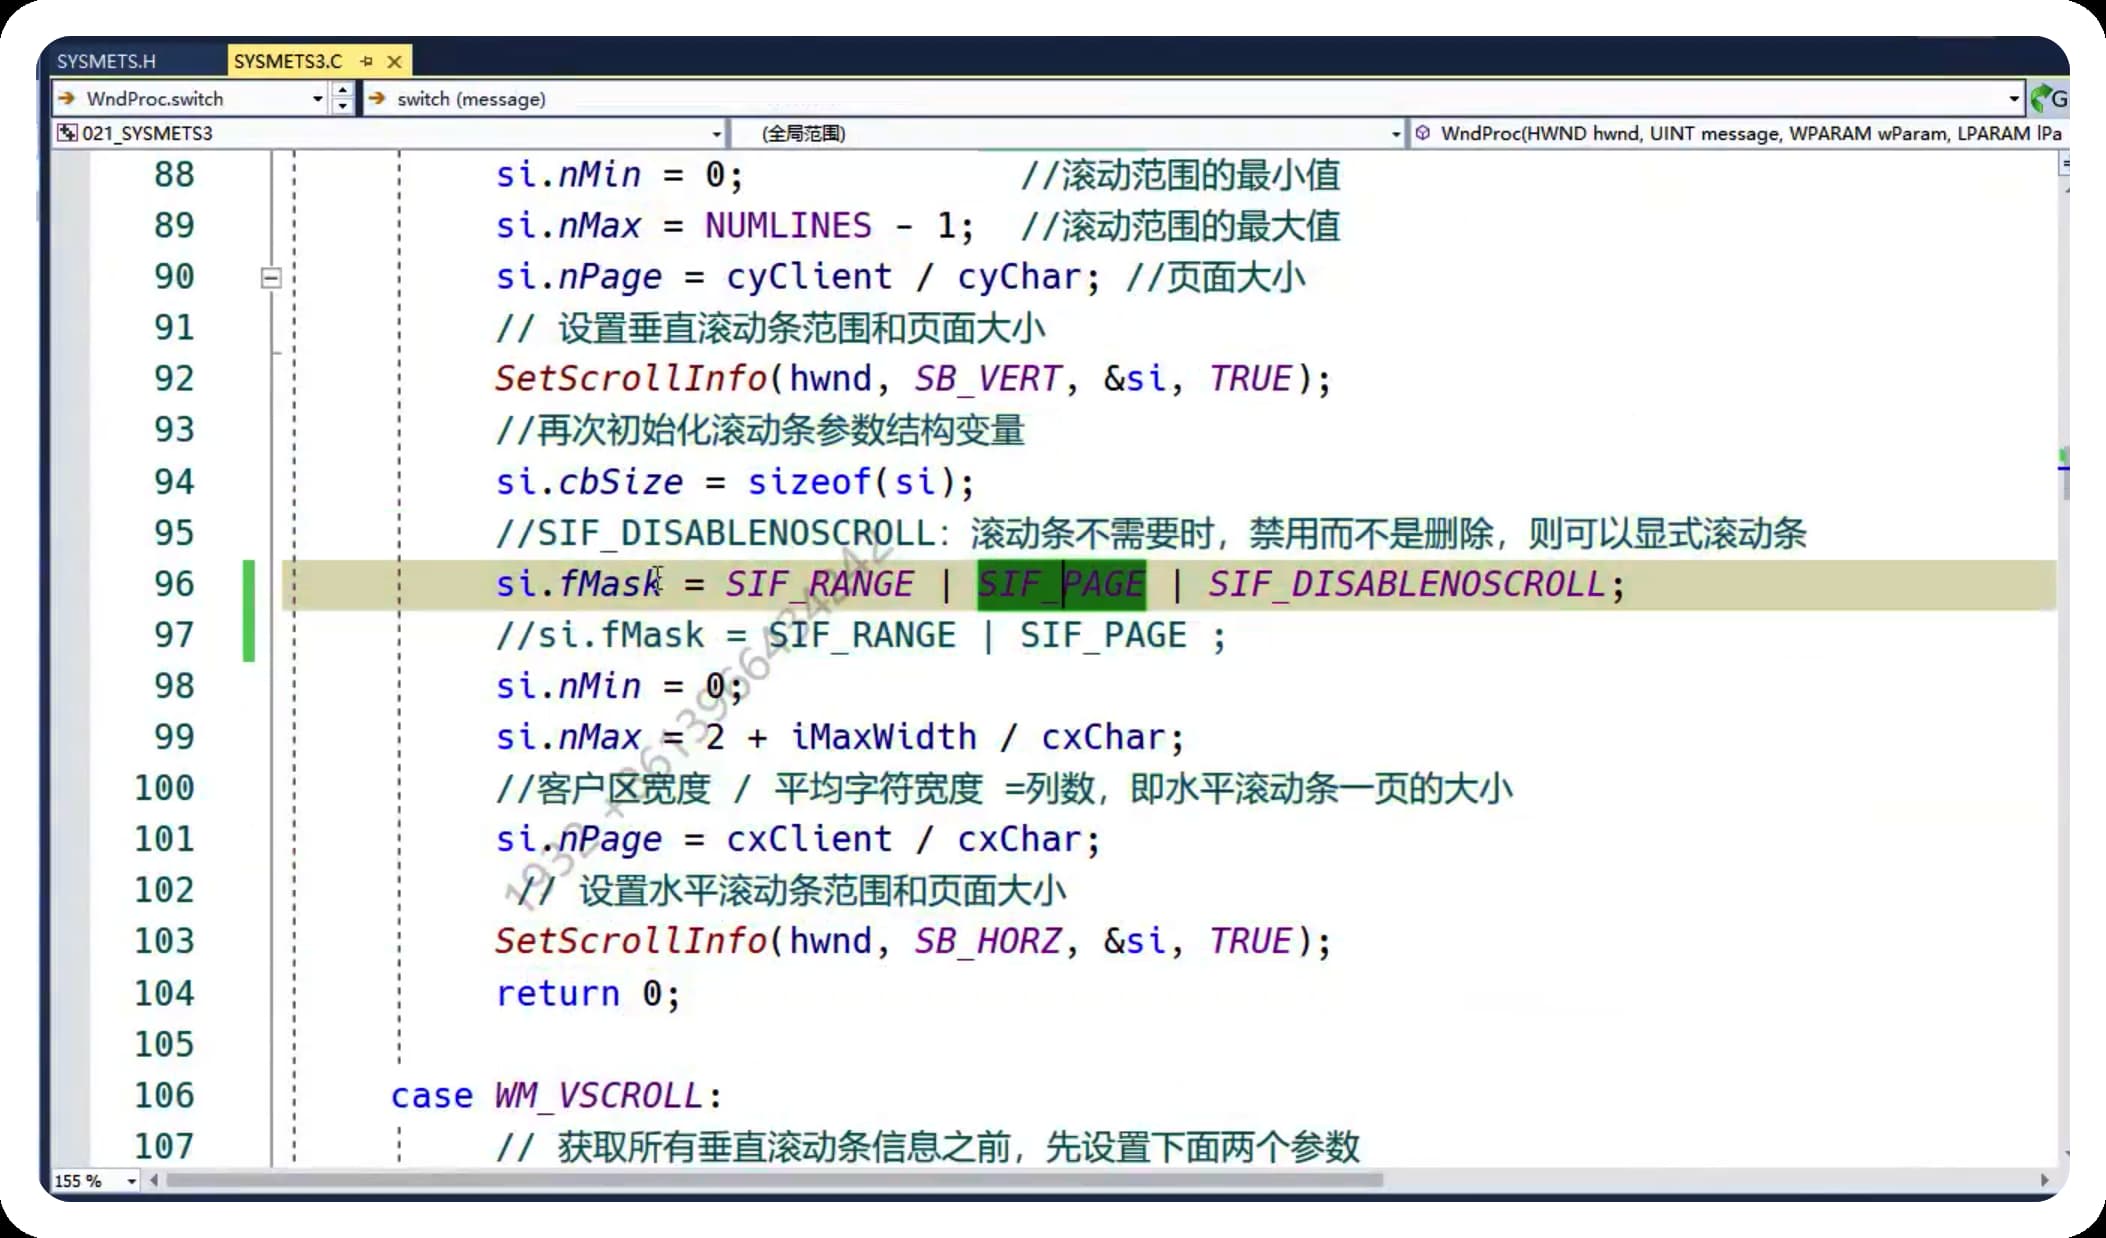 SYSMETS.H SYSMETS3.C
WndProc.switch switch (message) G
021_SYSMETS3 (全局范围) WndProc(HWND hwnd, UINT message, WPARAM wParam, LPARAM lPa
88 si.nMin = 0; //滚动范围的最小值
89 si.nMax = NUMLINES - 1; //滚动范围的最大值
90 si.nPage = cyClient / cyChar; //页面大小
91 // 设置垂直滚动条范围和页面大小
92 SetScrollInfo(hwnd, SB_VERT, &si, TRUE);
93 //再次初始化滚动条参数结构变量
94 si.cbSize = sizeof(si);
95 //SIF_DISABLENOSCROLL：滚动条不需要时，禁用而不是删除，则可以显式滚动条
96 si.fMask = SIF_RANGE | SIF_PAGE | SIF_DISABLENOSCROLL;
97 //si.fMask = SIF_RANGE | SIF_PAGE ;
98 si.nMin = 0;
99 si.nMax = 2 + iMaxWidth / cxChar;
100 //客户区宽度 / 平均字符宽度 =列数，即水平滚动条一页的大小
101 si.nPage = cxClient / cxChar;
102 // 设置水平滚动条范围和页面大小
103 SetScrollInfo(hwnd, SB_HORZ, &si, TRUE);
104 return 0;
105
106 case WM_VSCROLL:
107 // 获取所有垂直滚动条信息之前，先设置下面两个参数
155 %